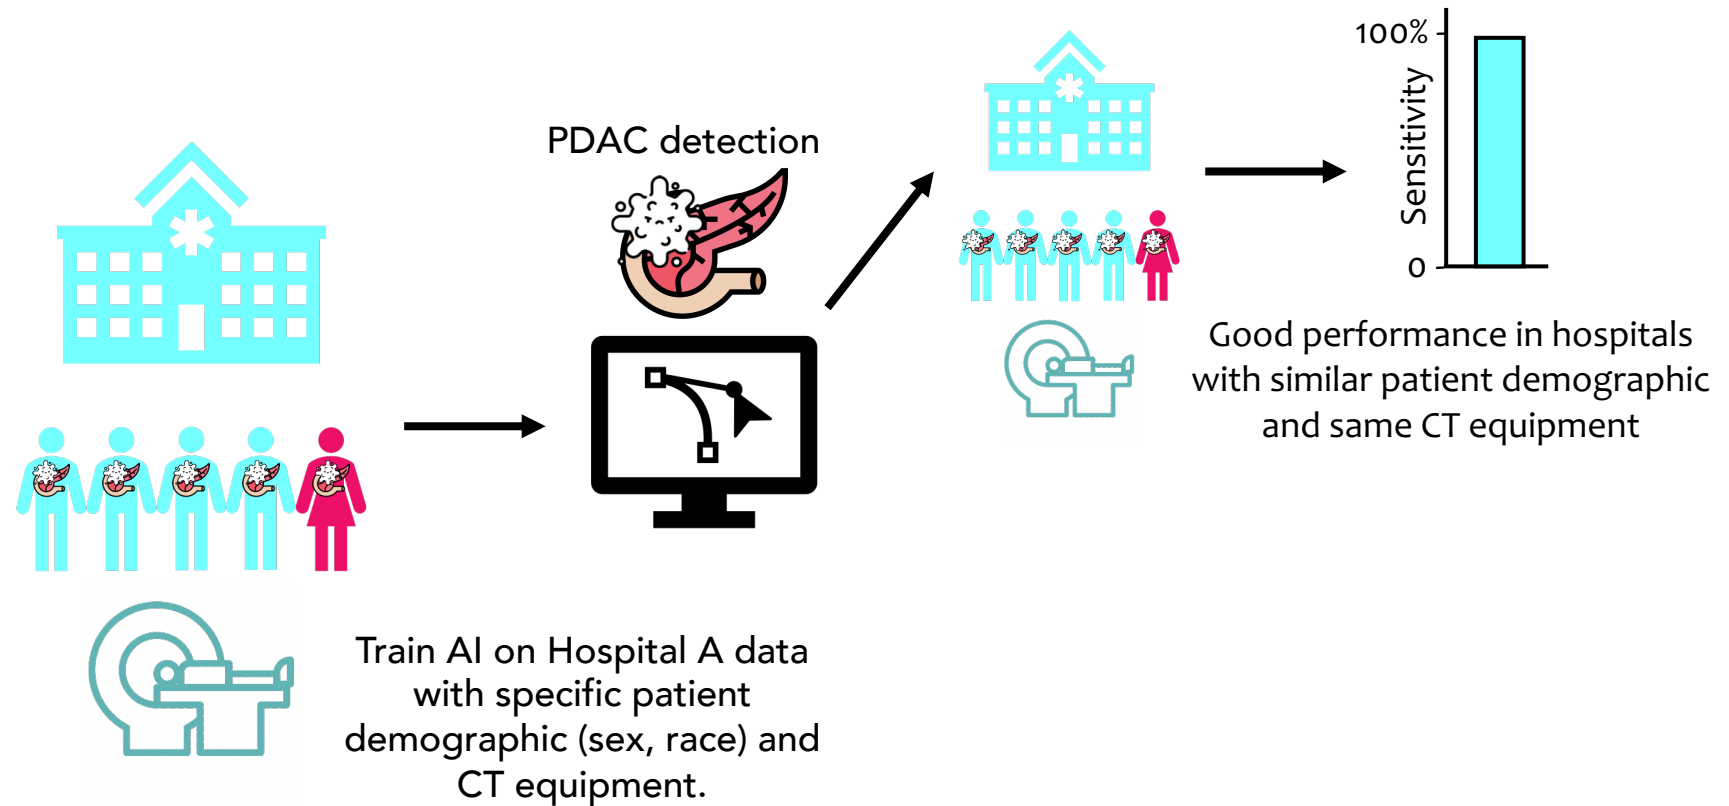 PDAC detection
Train AI on Hospital A data
with specific patient
demographic (sex, race) and
CT equipment.
100%
Sensitivity
0
Good performance in hospitals
with similar patient demographic
and same CT equipment